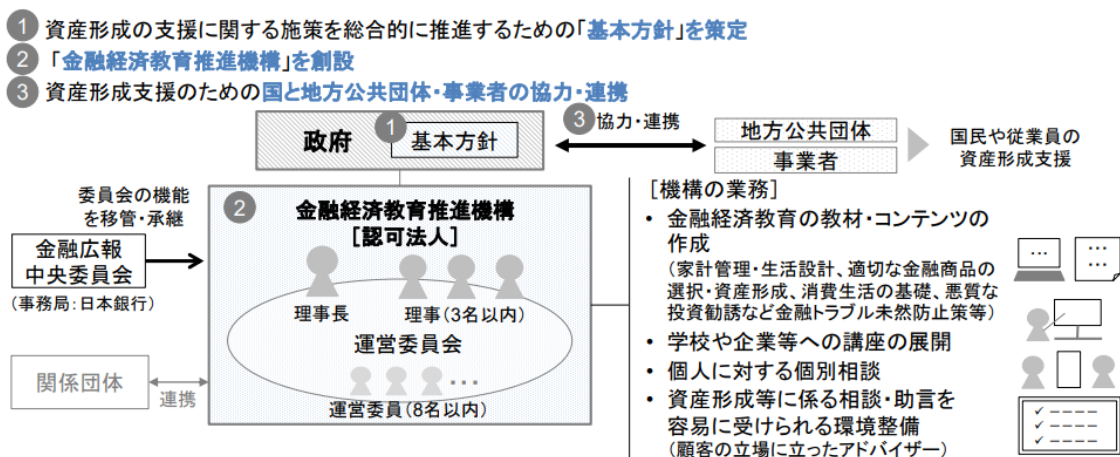 1 資産形成の支援に関する施策を総合的に推進するための「基本方針」を策定
2 「金融経済教育推進機構」を創設
3 資産形成支援のための国と地方公共団体・事業者の協力・連携
政府
1
基本方針
3 協力・連携
地方公共団体
事業者
国民や従業員の
資産形成支援
委員会の機能
を移管・承継
金融広報
中央委員会
(事務局:日本銀行)
関係団体
連携
2
金融経済教育推進機構
[認可法人]
理事長
理事(3名以内)
運営委員会
…
運営委員(8名以内)
[機構の業務]
• 金融経済教育の教材・コンテンツの
作成
(家計管理・生活設計、適切な金融商品の
選択・資産形成、消費生活の基礎、悪質な
投資勧誘など金融トラブル未然防止策等)
• 学校や企業等への講座の展開
• 個人に対する個別相談
• 資産形成等に係る相談・助言を
容易に受けられる環境整備
(顧客の立場に立ったアドバイザー)